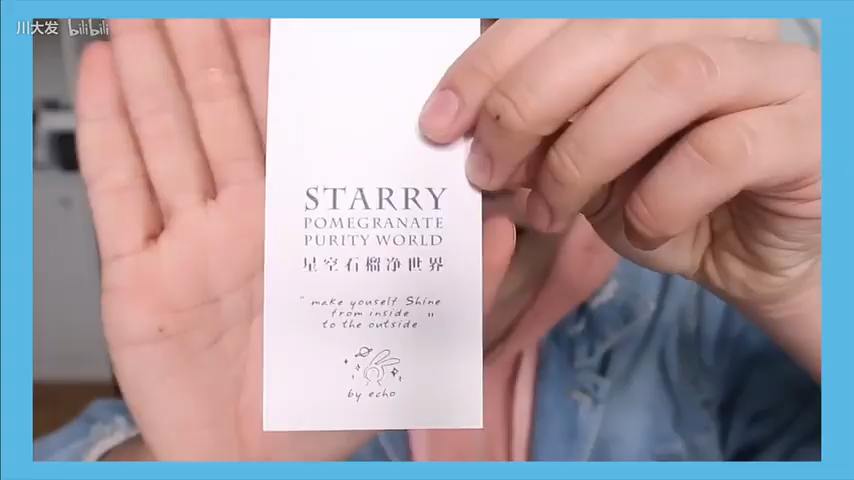 川大发 bilibili
STARRY
POMEGRANATE
PURITY WORLD
星空石榴净世界
"make youself Shine
from inside "
to the outside
by echo